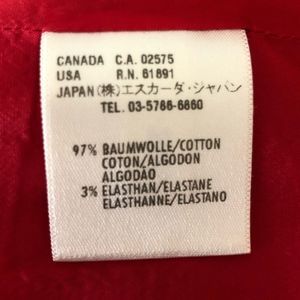 CANADA C.A. 02575
USA R.N. 61891
JAPAN (株)エスカーダ・ジャパン
TEL. 03-5766-6660
97% BAUMWOLLE/COTTON
COTON/ALGODON
ALGODÃO
3% ELASTHAN/ELASTANE
ELASTHANNE/ELASTANO